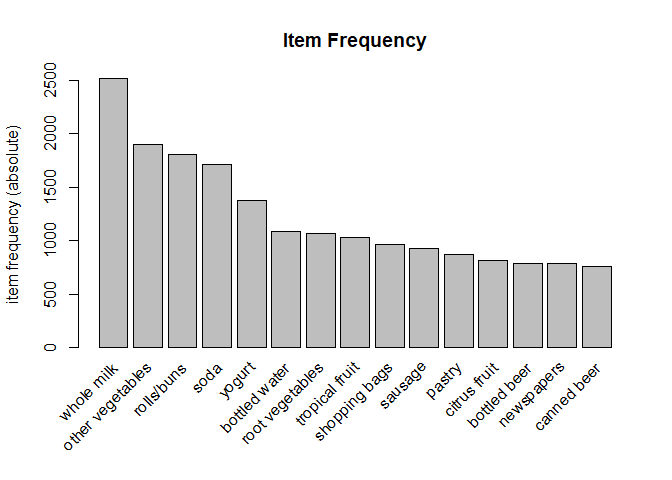 Item Frequency
item frequency (absolute)
2500
2000
1500
1000
500
0
whole milk
other vegetables
rolls/buns
soda
yogurt
bottled water
root vegetables
tropical fruit
shopping bags
sausage
pastry
citrus fruit
bottled beer
newspapers
canned beer